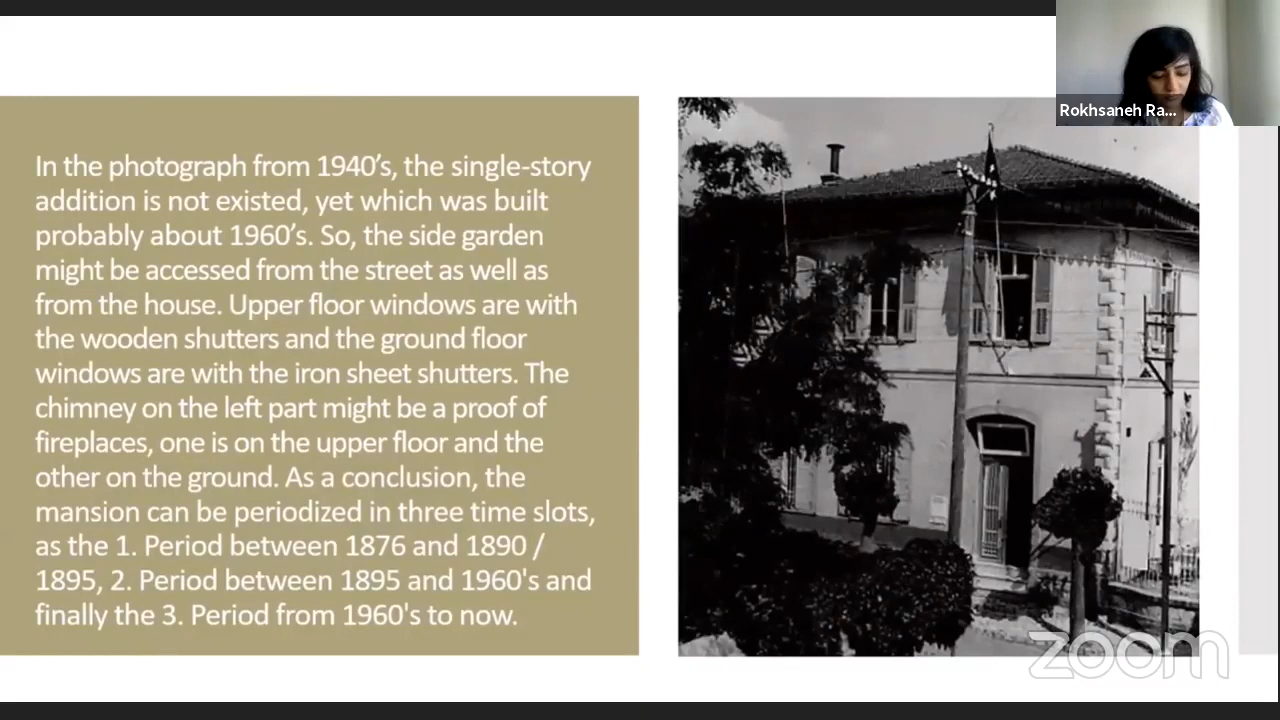 Rokhsaneh Ra...
In the photograph from 1940’s, the single-story
addition is not existed, yet which was built
probably about 1960’s. So, the side garden
might be accessed from the street as well as
from the house. Upper floor windows are with
the wooden shutters and the ground floor
windows are with the iron sheet shutters. The
chimney on the left part might be a proof of
fireplaces, one is on the upper floor and the
other on the ground. As a conclusion, the
mansion can be periodized in three time slots,
as the 1. Period between 1876 and 1890 /
1895, 2. Period between 1895 and 1960's and
finally the 3. Period from 1960's to now.
zoom